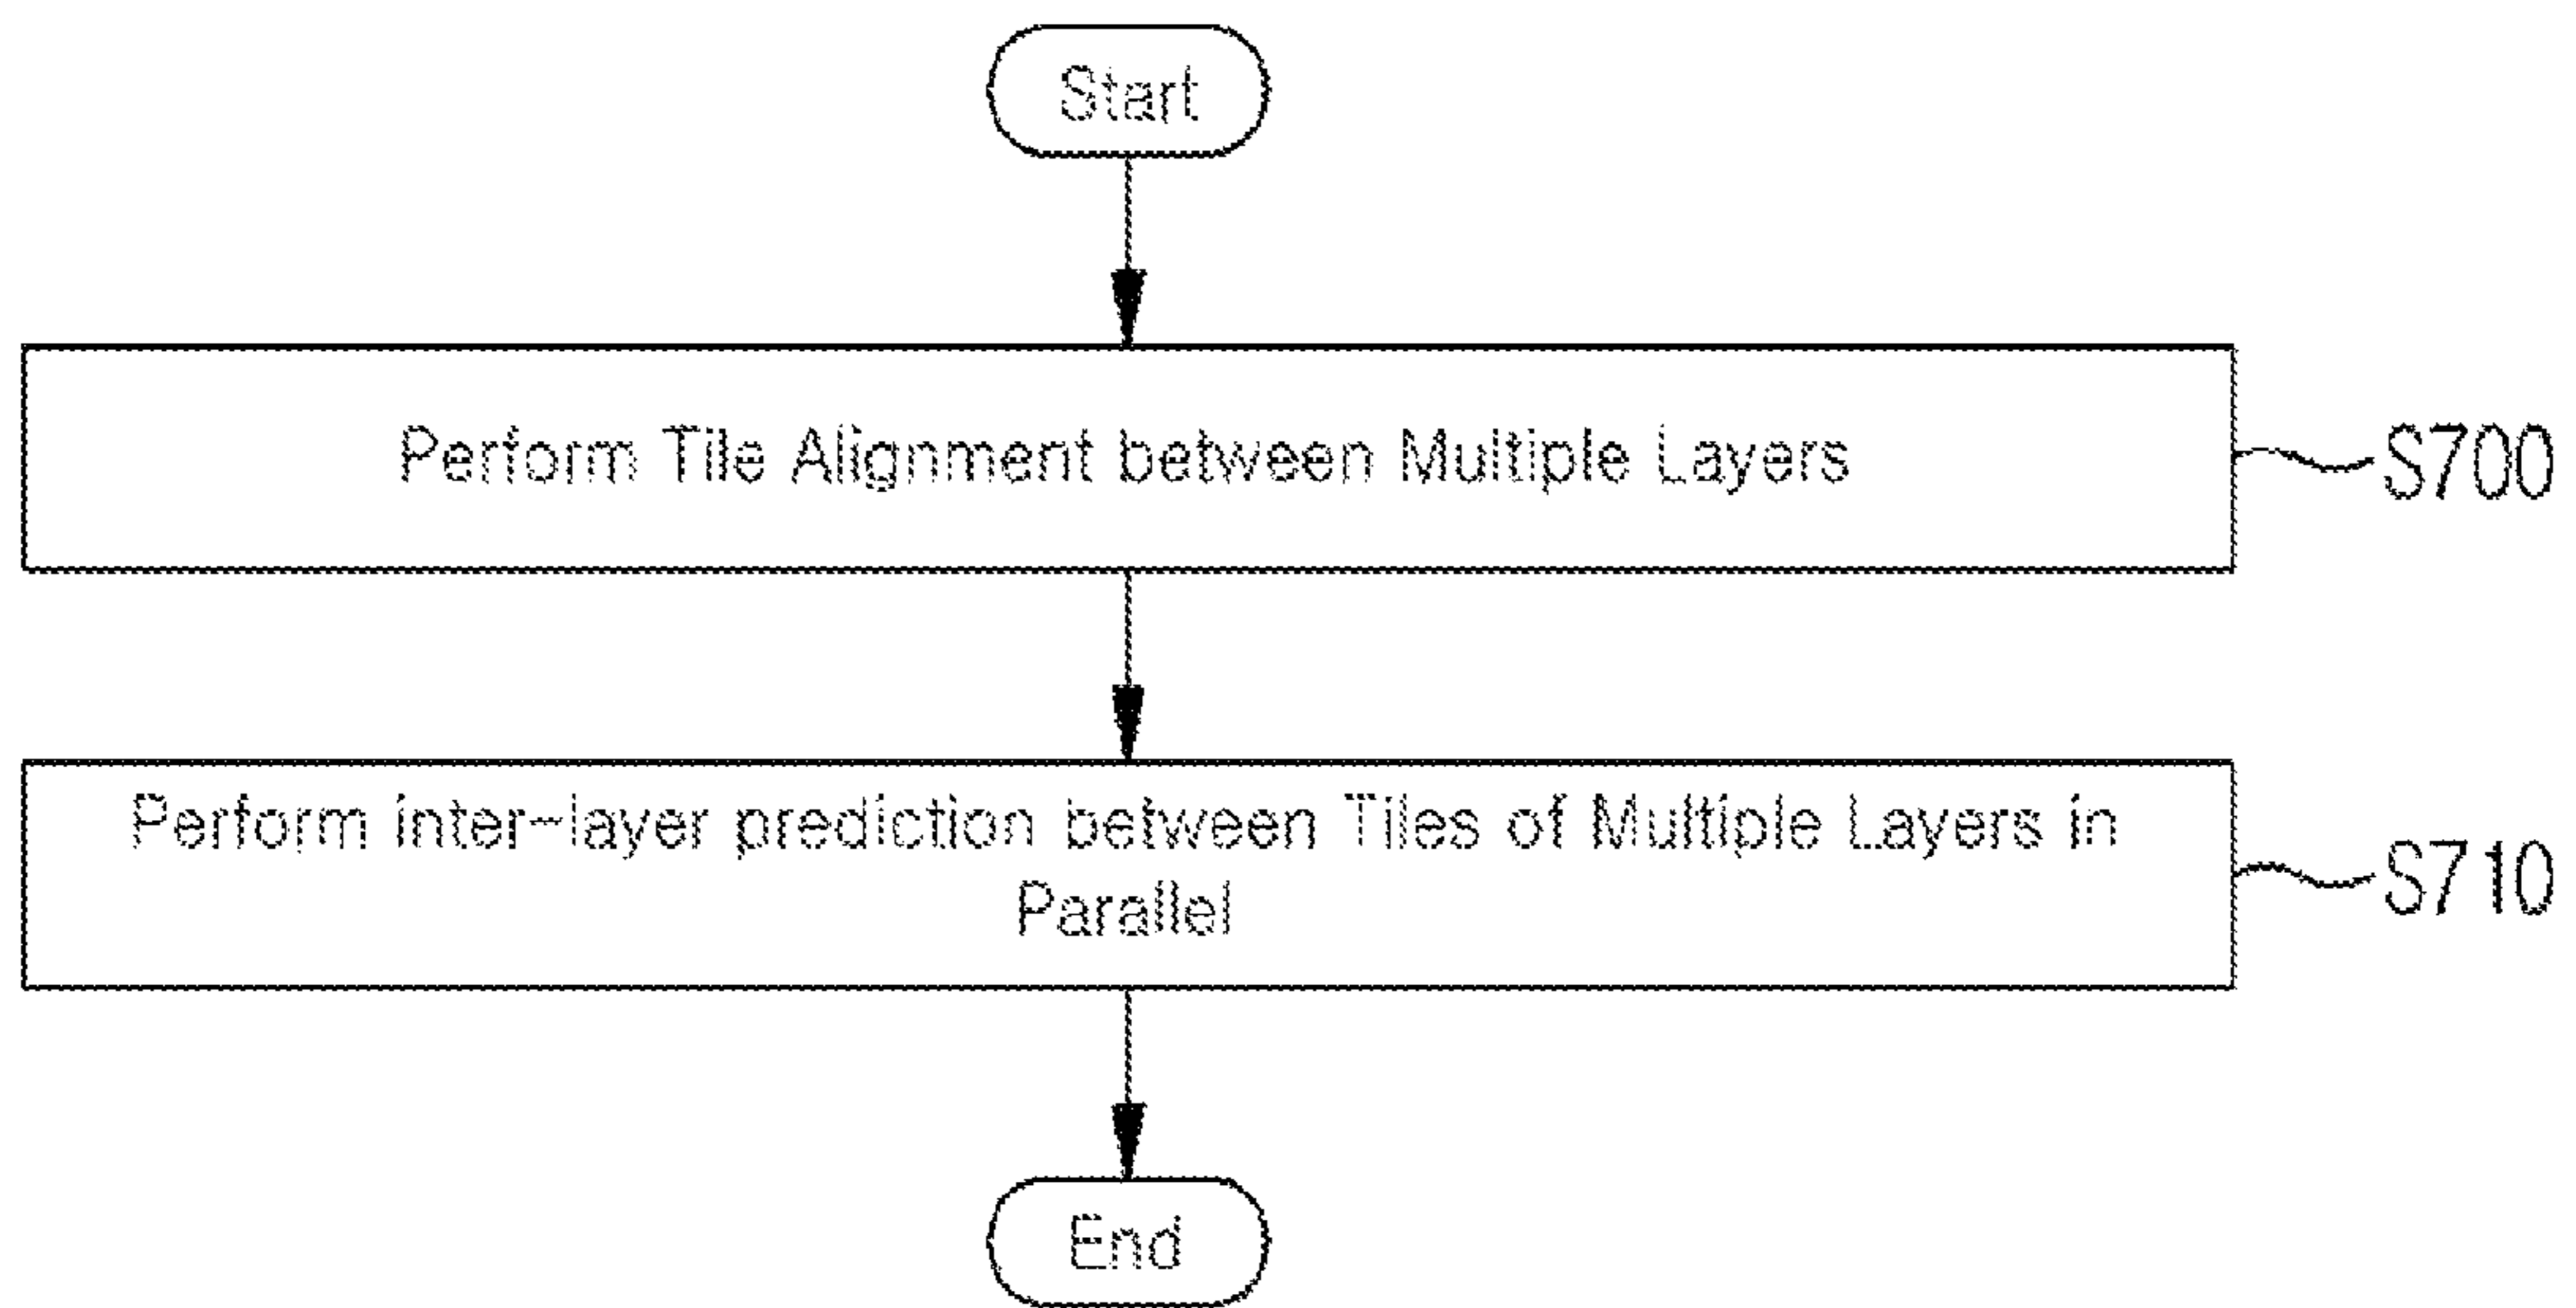 Start
Perform Tile Alignment between Multiple Layers
S700
Perform inter-layer prediction between Tiles of Multiple Layers in
Parallel
S710
End